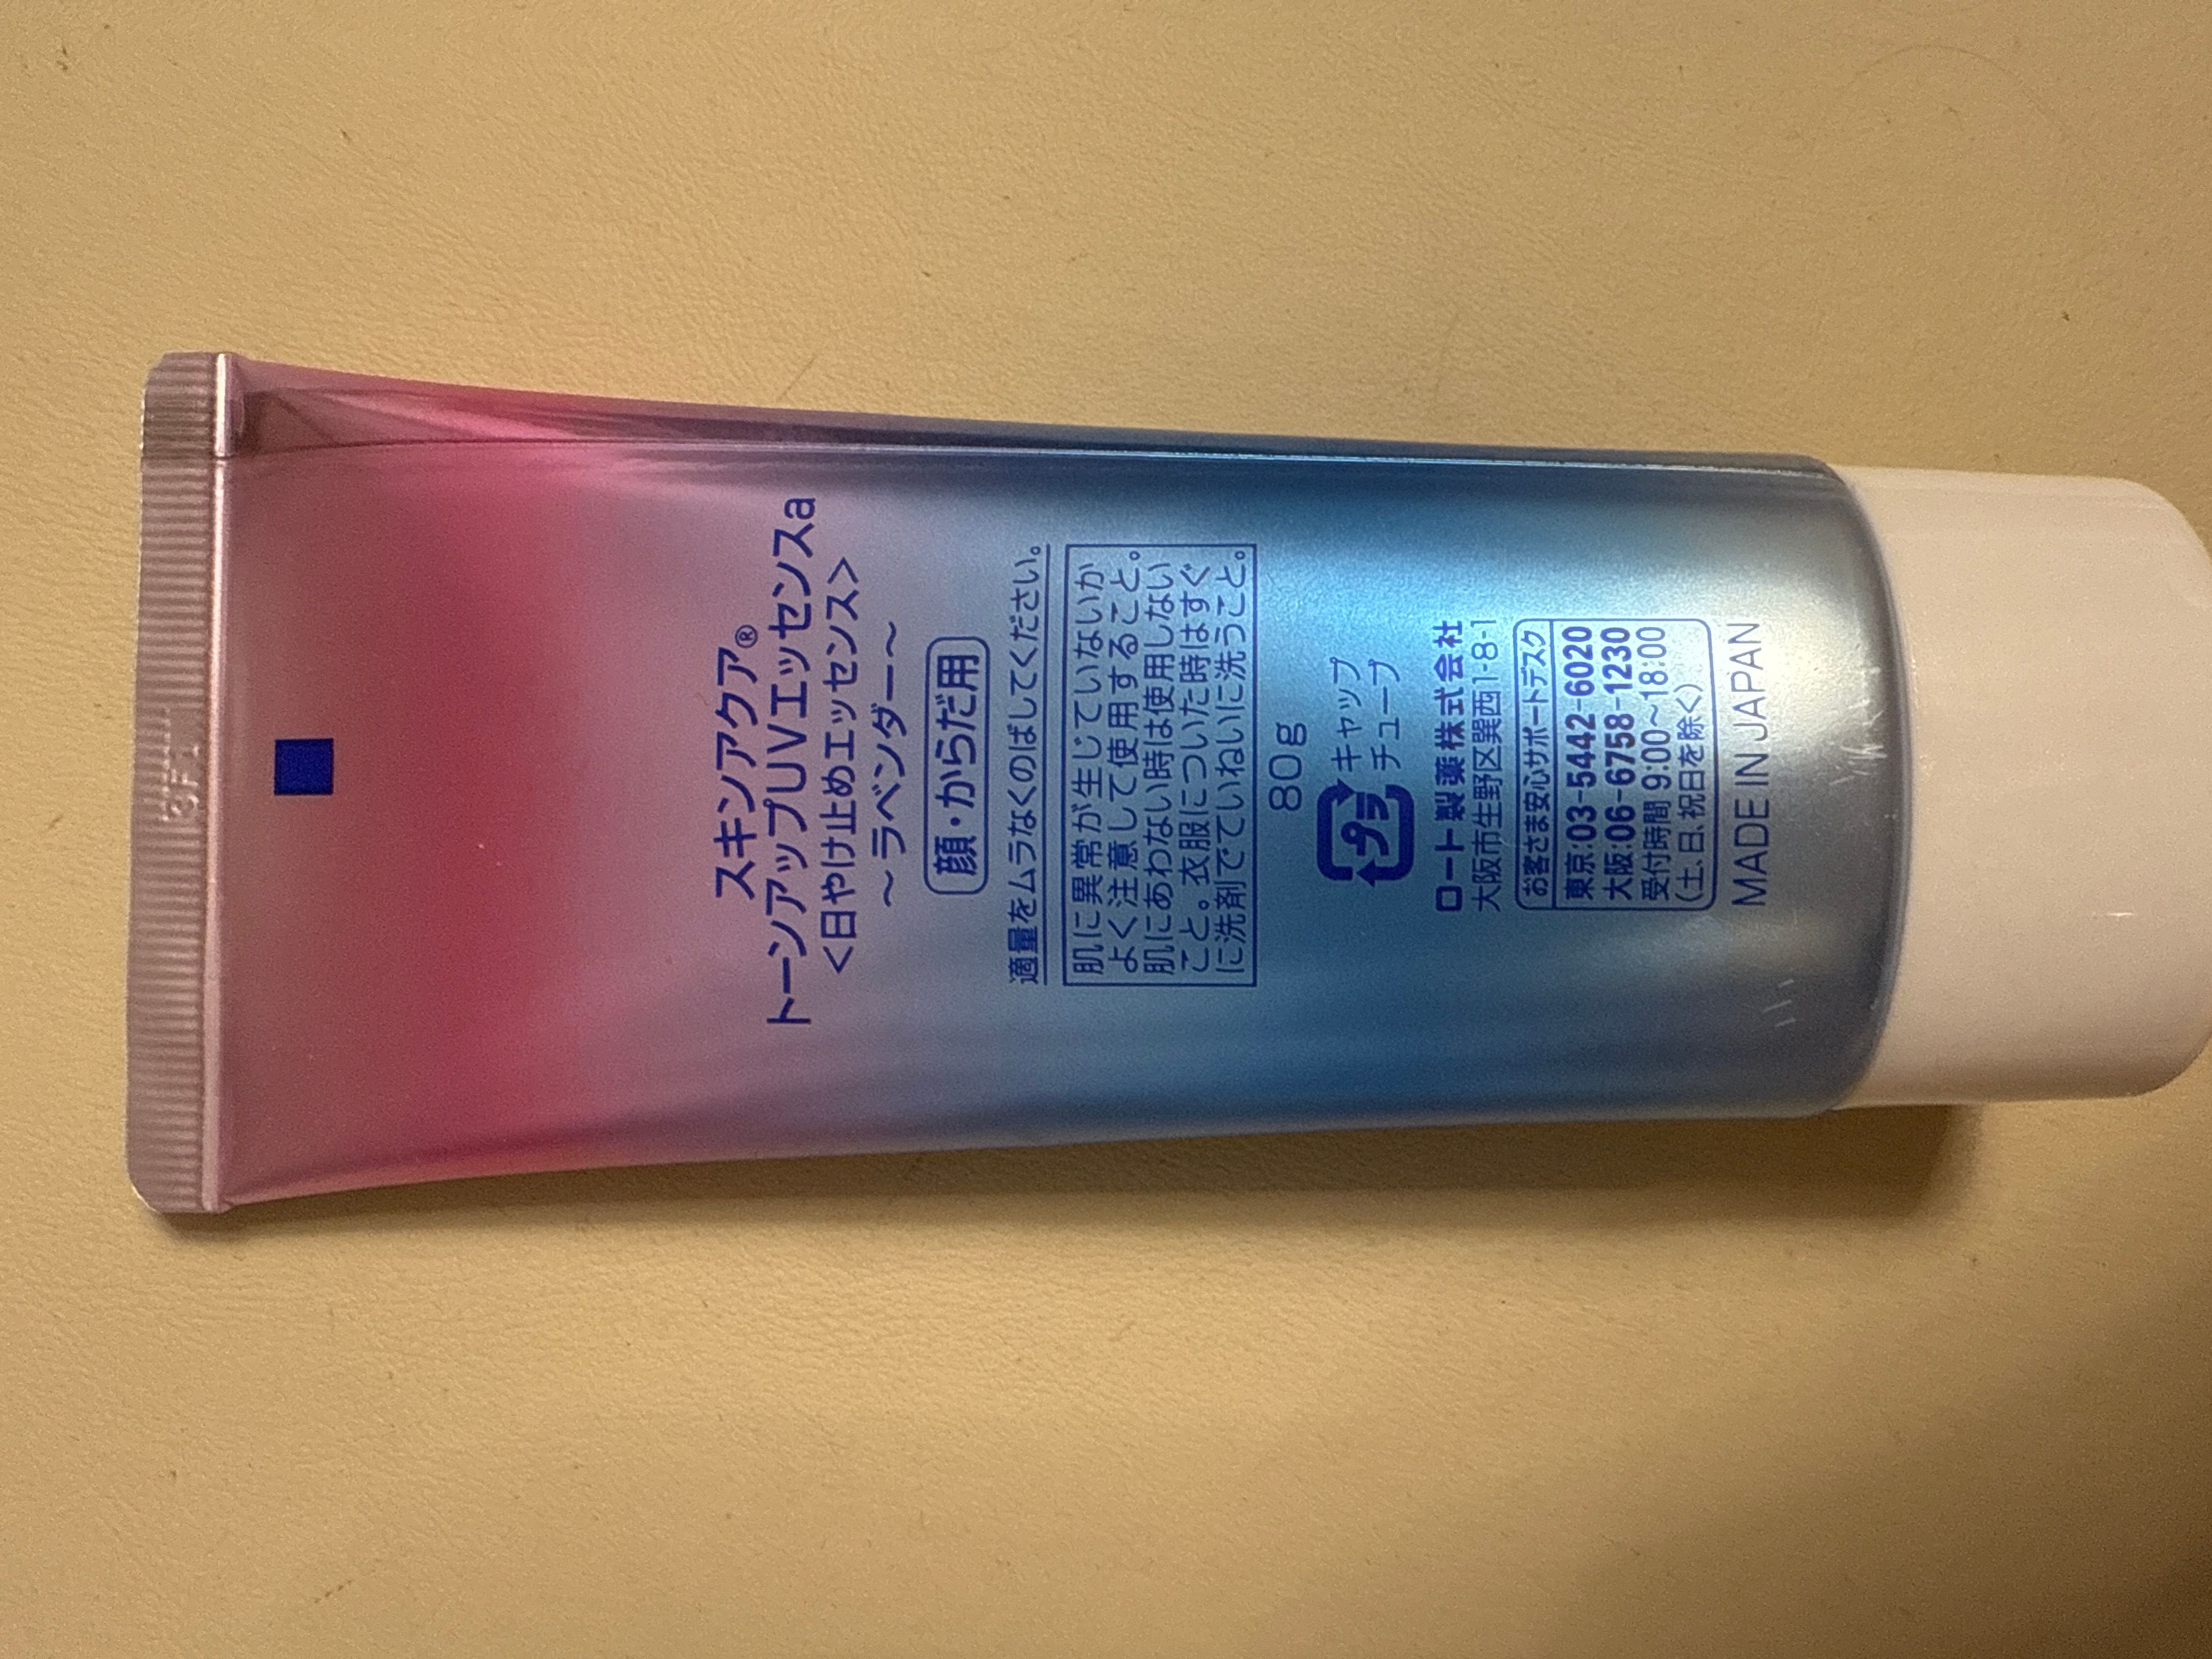 スキンアクア®
トーンアップUVエッセンスa
<日やけ止めエッセンス>
～ラベンダー～
顔・からだ用
適量をムラなくのばしてください。
肌に異常が生じていないか
よく注意して使用すること。
肌にあわない時は使用しない
こと。衣服についた時はすぐ
に洗剤でていねいに洗うこと。
80g
プラ
キャップ
チューブ
ロート製薬株式会社
大阪市生野区巽西1-8-1
お客さま安心サポートデスク
東京:03-5442-6020
大阪:06-6758-1230
受付時間 9:00～18:00
(土、日、祝日を除く)
MADE IN JAPAN